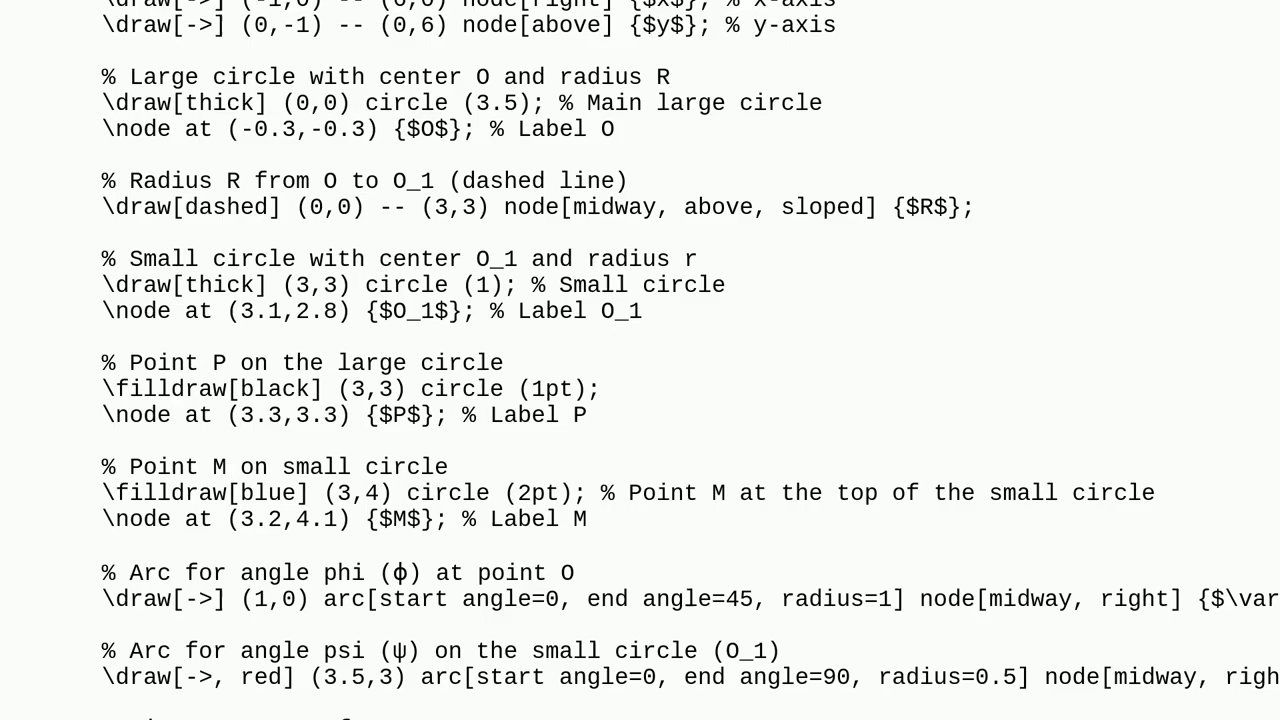 \draw[->] (-1,0) -- (6,0) node[right] {$x$}; % x-axis
\draw[->] (0,-1) -- (0,6) node[above] {$y$}; % y-axis
% Large circle with center O and radius R
\draw[thick] (0,0) circle (3.5); % Main large circle
\node at (-0.3,-0.3) {$O$}; % Label O
% Radius R from O to O_1 (dashed line)
\draw[dashed] (0,0) -- (3,3) node[midway, above, sloped] {$R$};
% Small circle with center O_1 and radius r
\draw[thick] (3,3) circle (1); % Small circle
\node at (3.1,2.8) {$O_1$}; % Label O_1
% Point P on the large circle
\filldraw[black] (3,3) circle (1pt);
\node at (3.3,3.3) {$P$}; % Label P
% Point M on small circle
\filldraw[blue] (3,4) circle (2pt); % Point M at the top of the small circle
\node at (3.2,4.1) {$M$}; % Label M
% Arc for angle phi (ϕ) at point O
\draw[->] (1,0) arc[start angle=0, end angle=45, radius=1] node[midway, right] {$\var
% Arc for angle psi (ψ) on the small circle (O_1)
\draw[->, red] (3.5,3) arc[start angle=0, end angle=90, radius=0.5] node[midway, righ